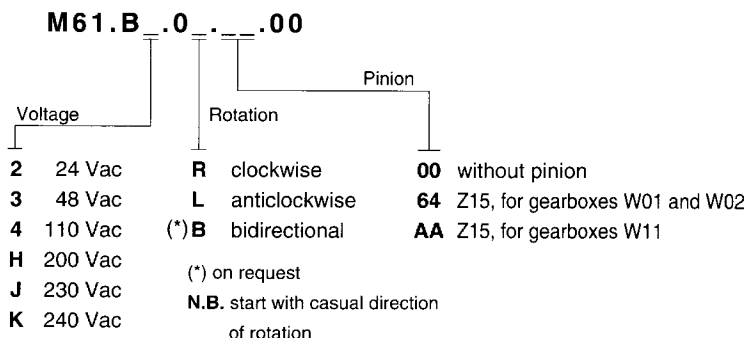 M61.B_.0_.__.00
Pinion
Voltage
Rotation
2 24 Vac
3 48 Vac
4 110 Vac
H 200 Vac
J 230 Vac
K 240 Vac
R clockwise
L anticlockwise
(*) B bidirectional
(*) on request
N.B. start with casual direction
of rotation
00 without pinion
64 Z15, for gearboxes W01 and W02
AA Z15, for gearboxes W11